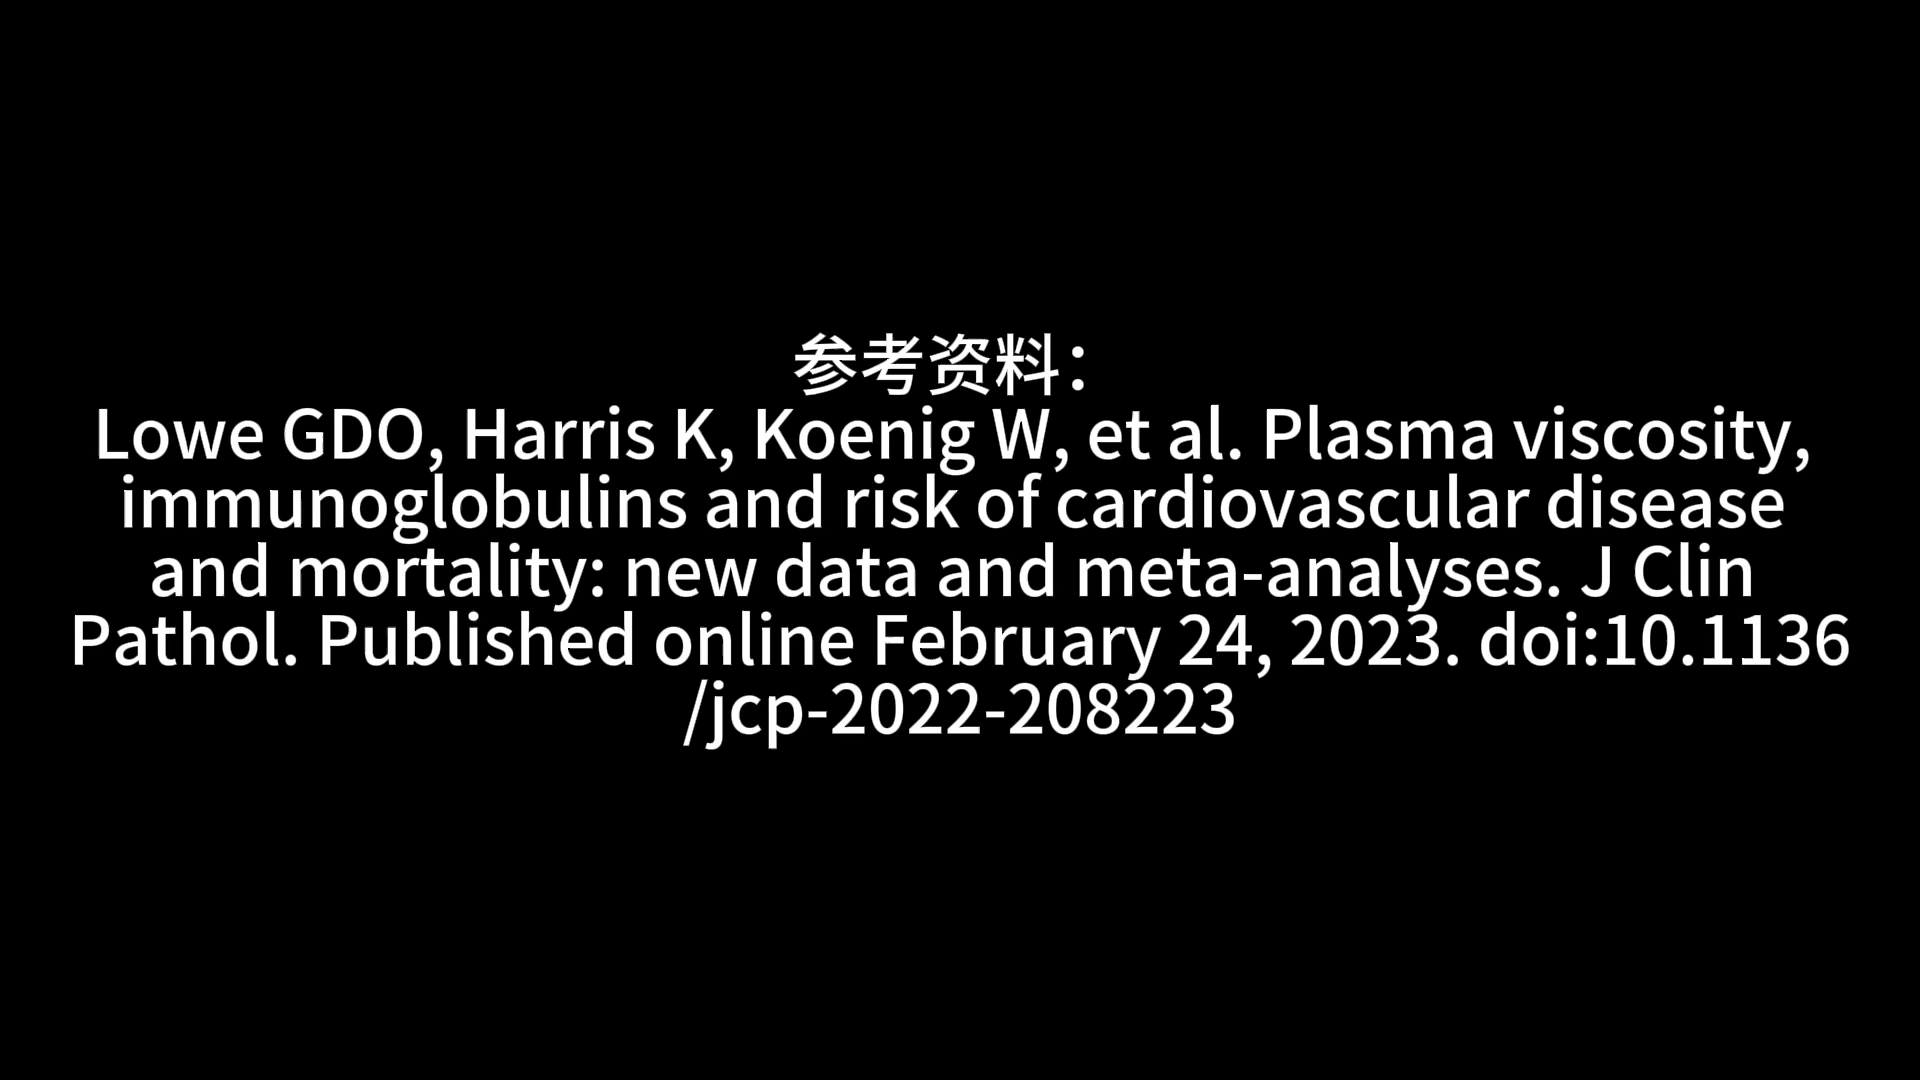 参考资料：
Lowe GDO, Harris K, Koenig W, et al. Plasma viscosity,
immunoglobulins and risk of cardiovascular disease
and mortality: new data and meta-analyses. J Clin
Pathol. Published online February 24, 2023. doi:10.1136
/jcp-2022-208223